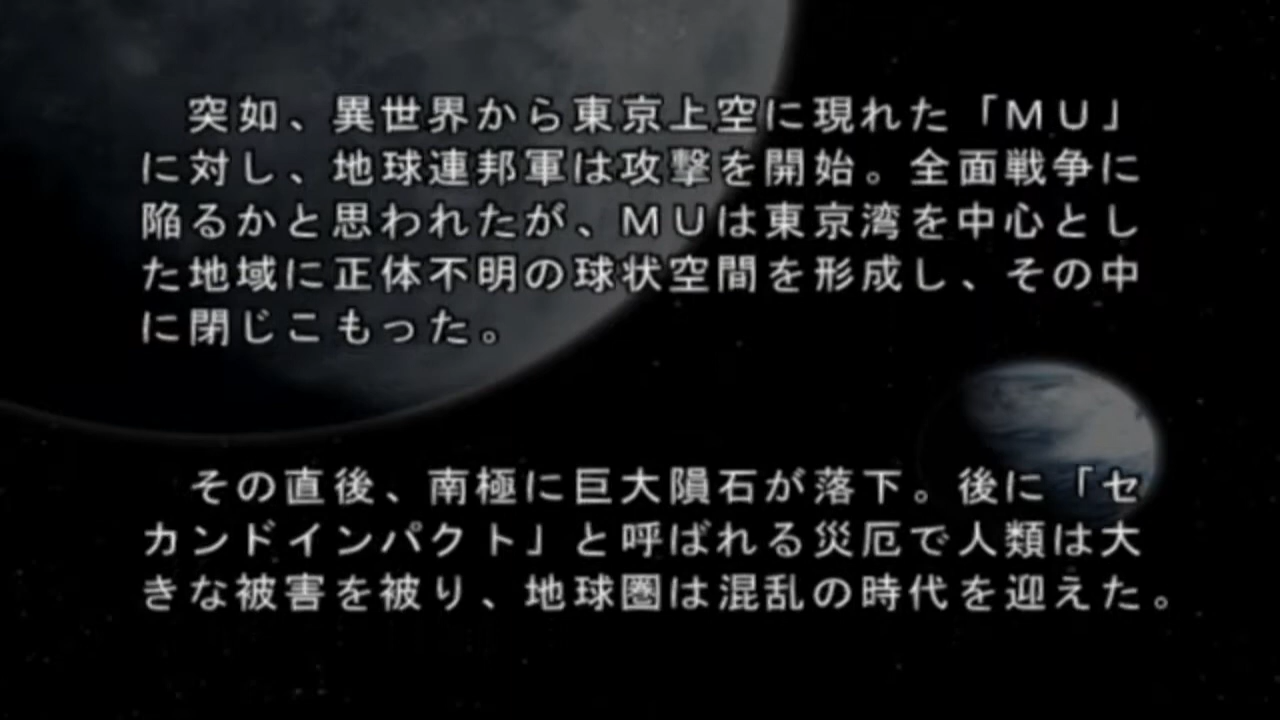 突如、異世界から東京上空に現れた「ＭＵ」
に対し、地球連邦軍は攻撃を開始。全面戦争に
陥るかと思われたが、ＭＵは東京湾を中心とし
た地域に正体不明の球状空間を形成し、その中
に閉じこもった。
その直後、南極に巨大隕石が落下。後に「セ
カンドインパクト」と呼ばれる災厄で人類は大
きな被害を被り、地球圏は混乱の時代を迎えた。